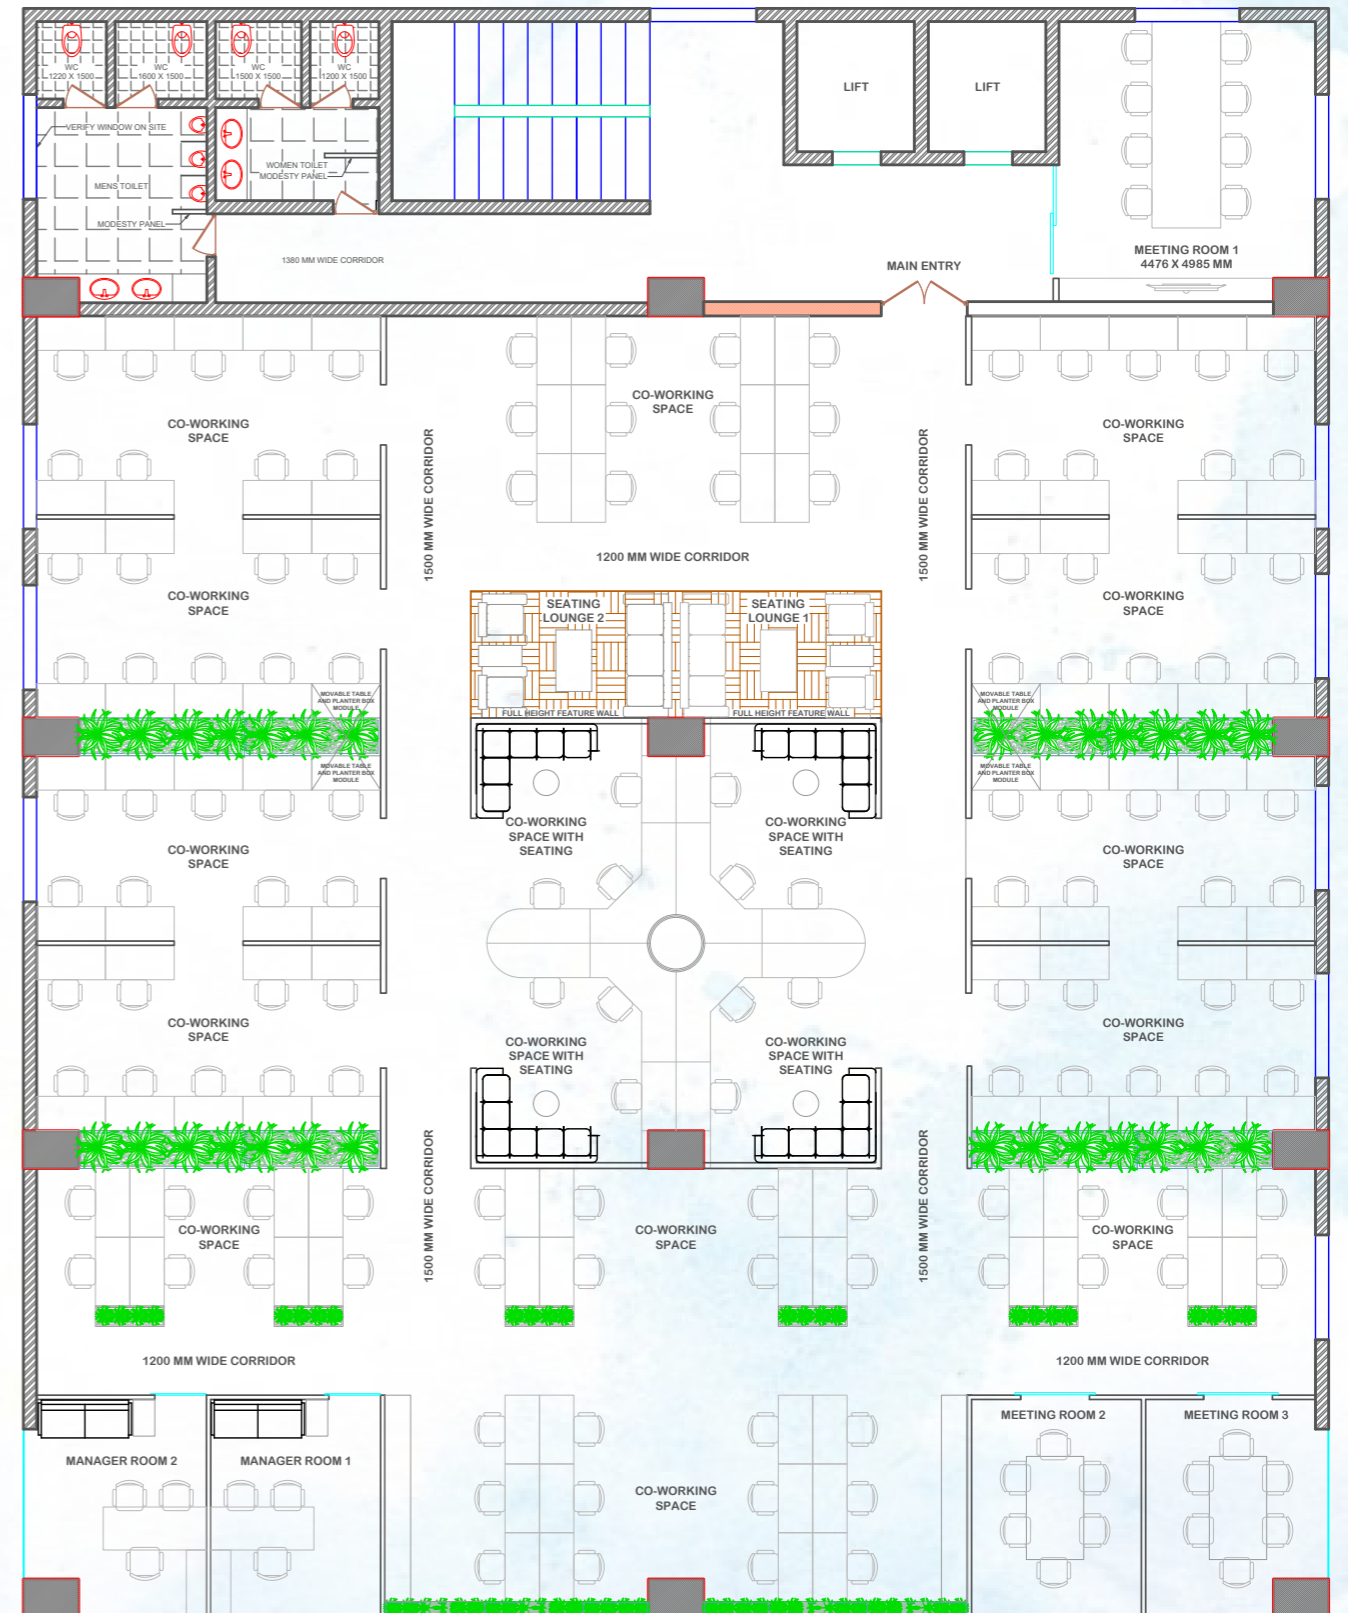 WC
1220 X 1500
WC
1600 X 1500
WC
1500 X 1500
WC
1200 X 1500
LIFT
LIFT
VERIFY WINDOW ON SITE
WOMEN TOILET
MODESTY PANEL
MENS TOILET
MODESTY PANEL
1380 MM WIDE CORRIDOR
MAIN ENTRY
MEETING ROOM 1
4476 X 4985 MM
CO-WORKING
SPACE
CO-WORKING
SPACE
CO-WORKING
SPACE
1500 MM WIDE CORRIDOR
1500 MM WIDE CORRIDOR
1200 MM WIDE CORRIDOR
CO-WORKING
SPACE
SEATING
LOUNGE 2
SEATING
LOUNGE 1
CO-WORKING
SPACE
MOVABLE TABLE
AND PLANTER BOX
MODULE
FULL HEIGHT FEATURE WALL
FULL HEIGHT FEATURE WALL
MOVABLE TABLE
AND PLANTER BOX
MODULE
MOVABLE TABLE
AND PLANTER BOX
MODULE
MOVABLE TABLE
AND PLANTER BOX
MODULE
CO-WORKING
SPACE
CO-WORKING
SPACE WITH
SEATING
CO-WORKING
SPACE WITH
SEATING
CO-WORKING
SPACE
CO-WORKING
SPACE
CO-WORKING
SPACE WITH
SEATING
CO-WORKING
SPACE WITH
SEATING
CO-WORKING
SPACE
1500 MM WIDE CORRIDOR
1500 MM WIDE CORRIDOR
CO-WORKING
SPACE
CO-WORKING
SPACE
CO-WORKING
SPACE
1200 MM WIDE CORRIDOR
1200 MM WIDE CORRIDOR
MEETING ROOM 2
MEETING ROOM 3
MANAGER ROOM 2
MANAGER ROOM 1
CO-WORKING
SPACE